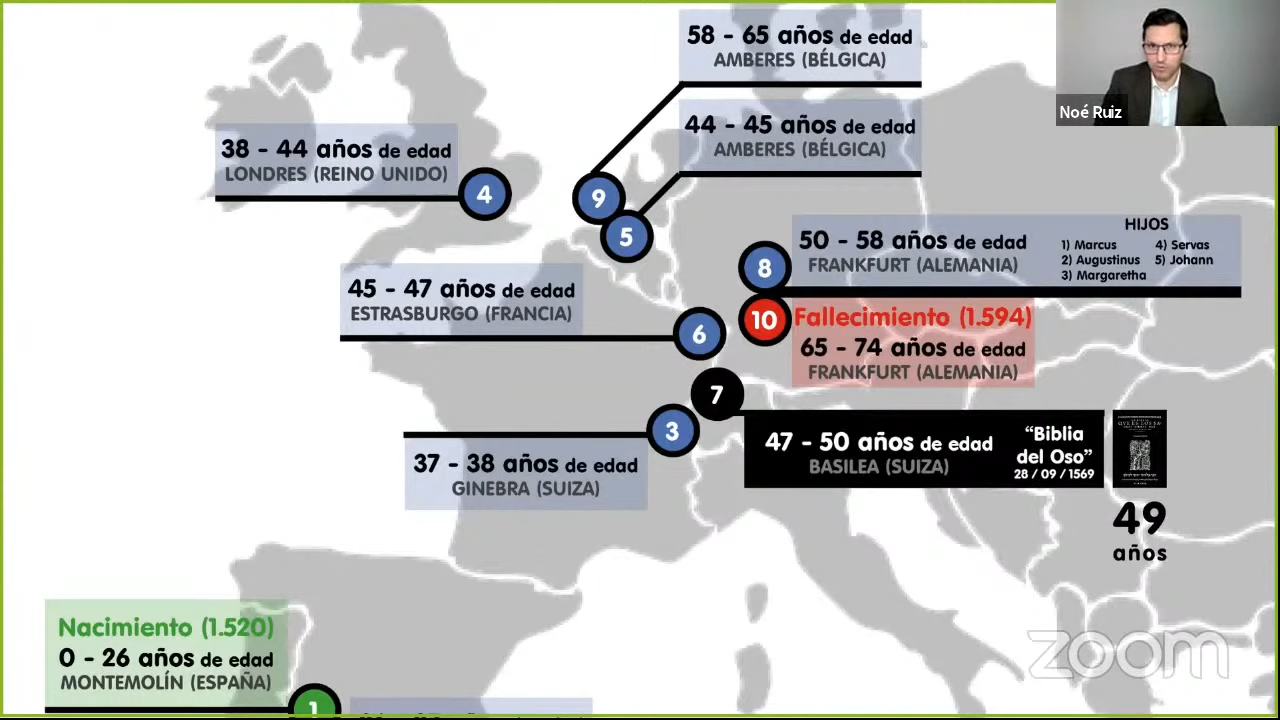 58 - 65 años de edad
AMBERES (BÉLGICA)
Noé Ruiz
44 - 45 años de edad
AMBERES (BÉLGICA)
38 - 44 años de edad
LONDRES (REINO UNIDO)
4
9
5
50 - 58 años de edad
FRANKFURT (ALEMANIA)
8
HIJOS
1) Marcus
2) Augustinus
3) Margaretha
4) Servas
5) Johann
45 - 47 años de edad
ESTRASBURGO (FRANCIA)
6
10
Fallecimiento (1.594)
65 - 74 años de edad
FRANKFURT (ALEMANIA)
7
47 - 50 años de edad
BASILEA (SUIZA)
“Biblia
del Oso”
28 / 09 / 1569
49
años
3
37 - 38 años de edad
GINEBRA (SUIZA)
Nacimiento (1.520)
0 - 26 años de edad
MONTEMOLÍN (ESPAÑA)
1
zoom